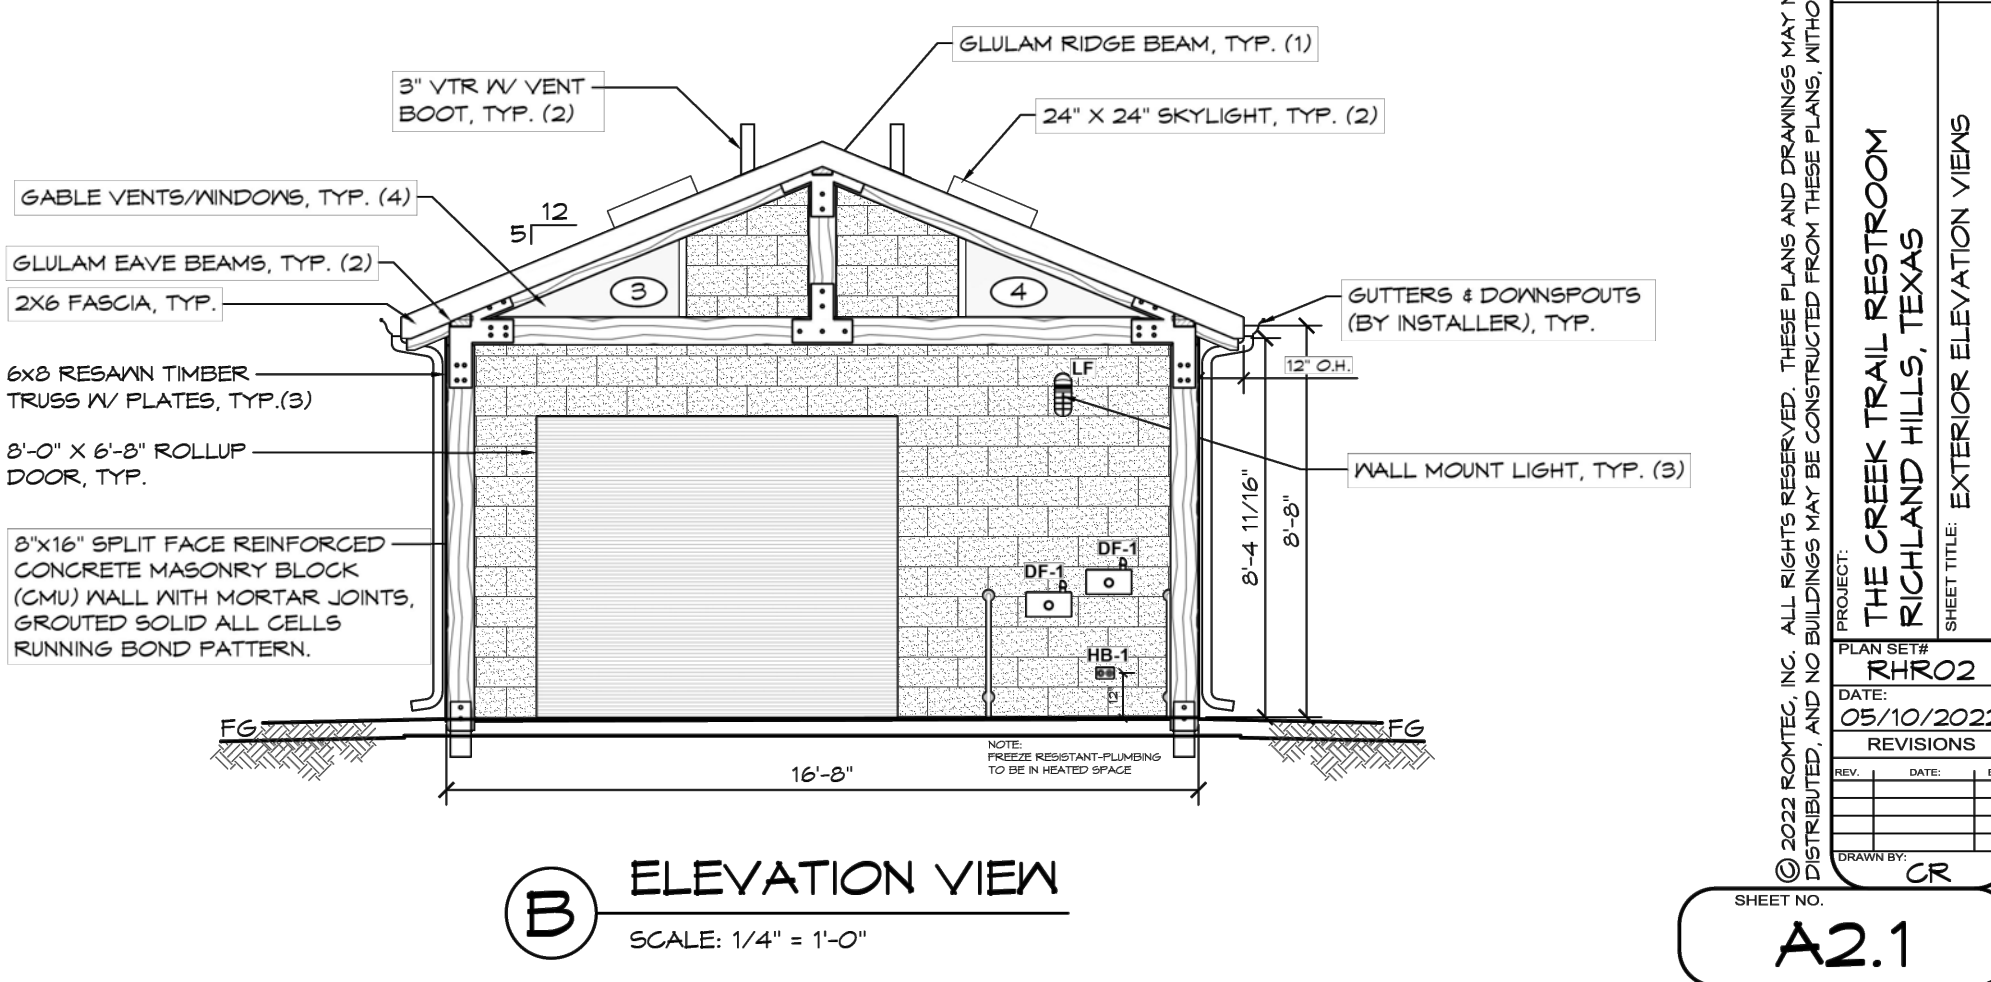 GLULAM RIDGE BEAM, TYP. (1)
3" VTR W/ VENT
BOOT, TYP. (2)
24" X 24" SKYLIGHT, TYP. (2)
GABLE VENTS/WINDOWS, TYP. (4)
12
5
GLULAM EAVE BEAMS, TYP. (2)
2X6 FASCIA, TYP.
3
4
GUTTERS & DOWNSPOUTS
(BY INSTALLER), TYP.
12" O.H.
6x8 RESAWN TIMBER
TRUSS W/ PLATES, TYP.(3)
LF
8'-0" X 6'-8" ROLLUP
DOOR, TYP.
WALL MOUNT LIGHT, TYP. (3)
8'-4 11/16"
8'-8"
8"x16" SPLIT FACE REINFORCED
CONCRETE MASONRY BLOCK
(CMU) WALL WITH MORTAR JOINTS,
GROUTED SOLID ALL CELLS
RUNNING BOND PATTERN.
DF-1
DF-1
HB-1
12"
FG
FG
NOTE:
FREEZE RESISTANT-PLUMBING
TO BE IN HEATED SPACE
16'-8"
B
ELEVATION VIEW
SCALE: 1/4" = 1'-0"
© 2022 ROMTEC, INC. ALL RIGHTS RESERVED. THESE PLANS AND DRAWINGS MAY
DISTRIBUTED, AND NO BUILDINGS MAY BE CONSTRUCTED FROM THESE PLANS, WITHO
PROJECT:
THE CREEK TRAIL RESTROOM
RICHLAND HILLS, TEXAS
SHEET TITLE:
EXTERIOR ELEVATION VIEWS
PLAN SET#
RHR02
DATE:
05/10/2022
REVISIONS
REV. DATE:
DRAWN BY:
CR
SHEET NO.
A2.1